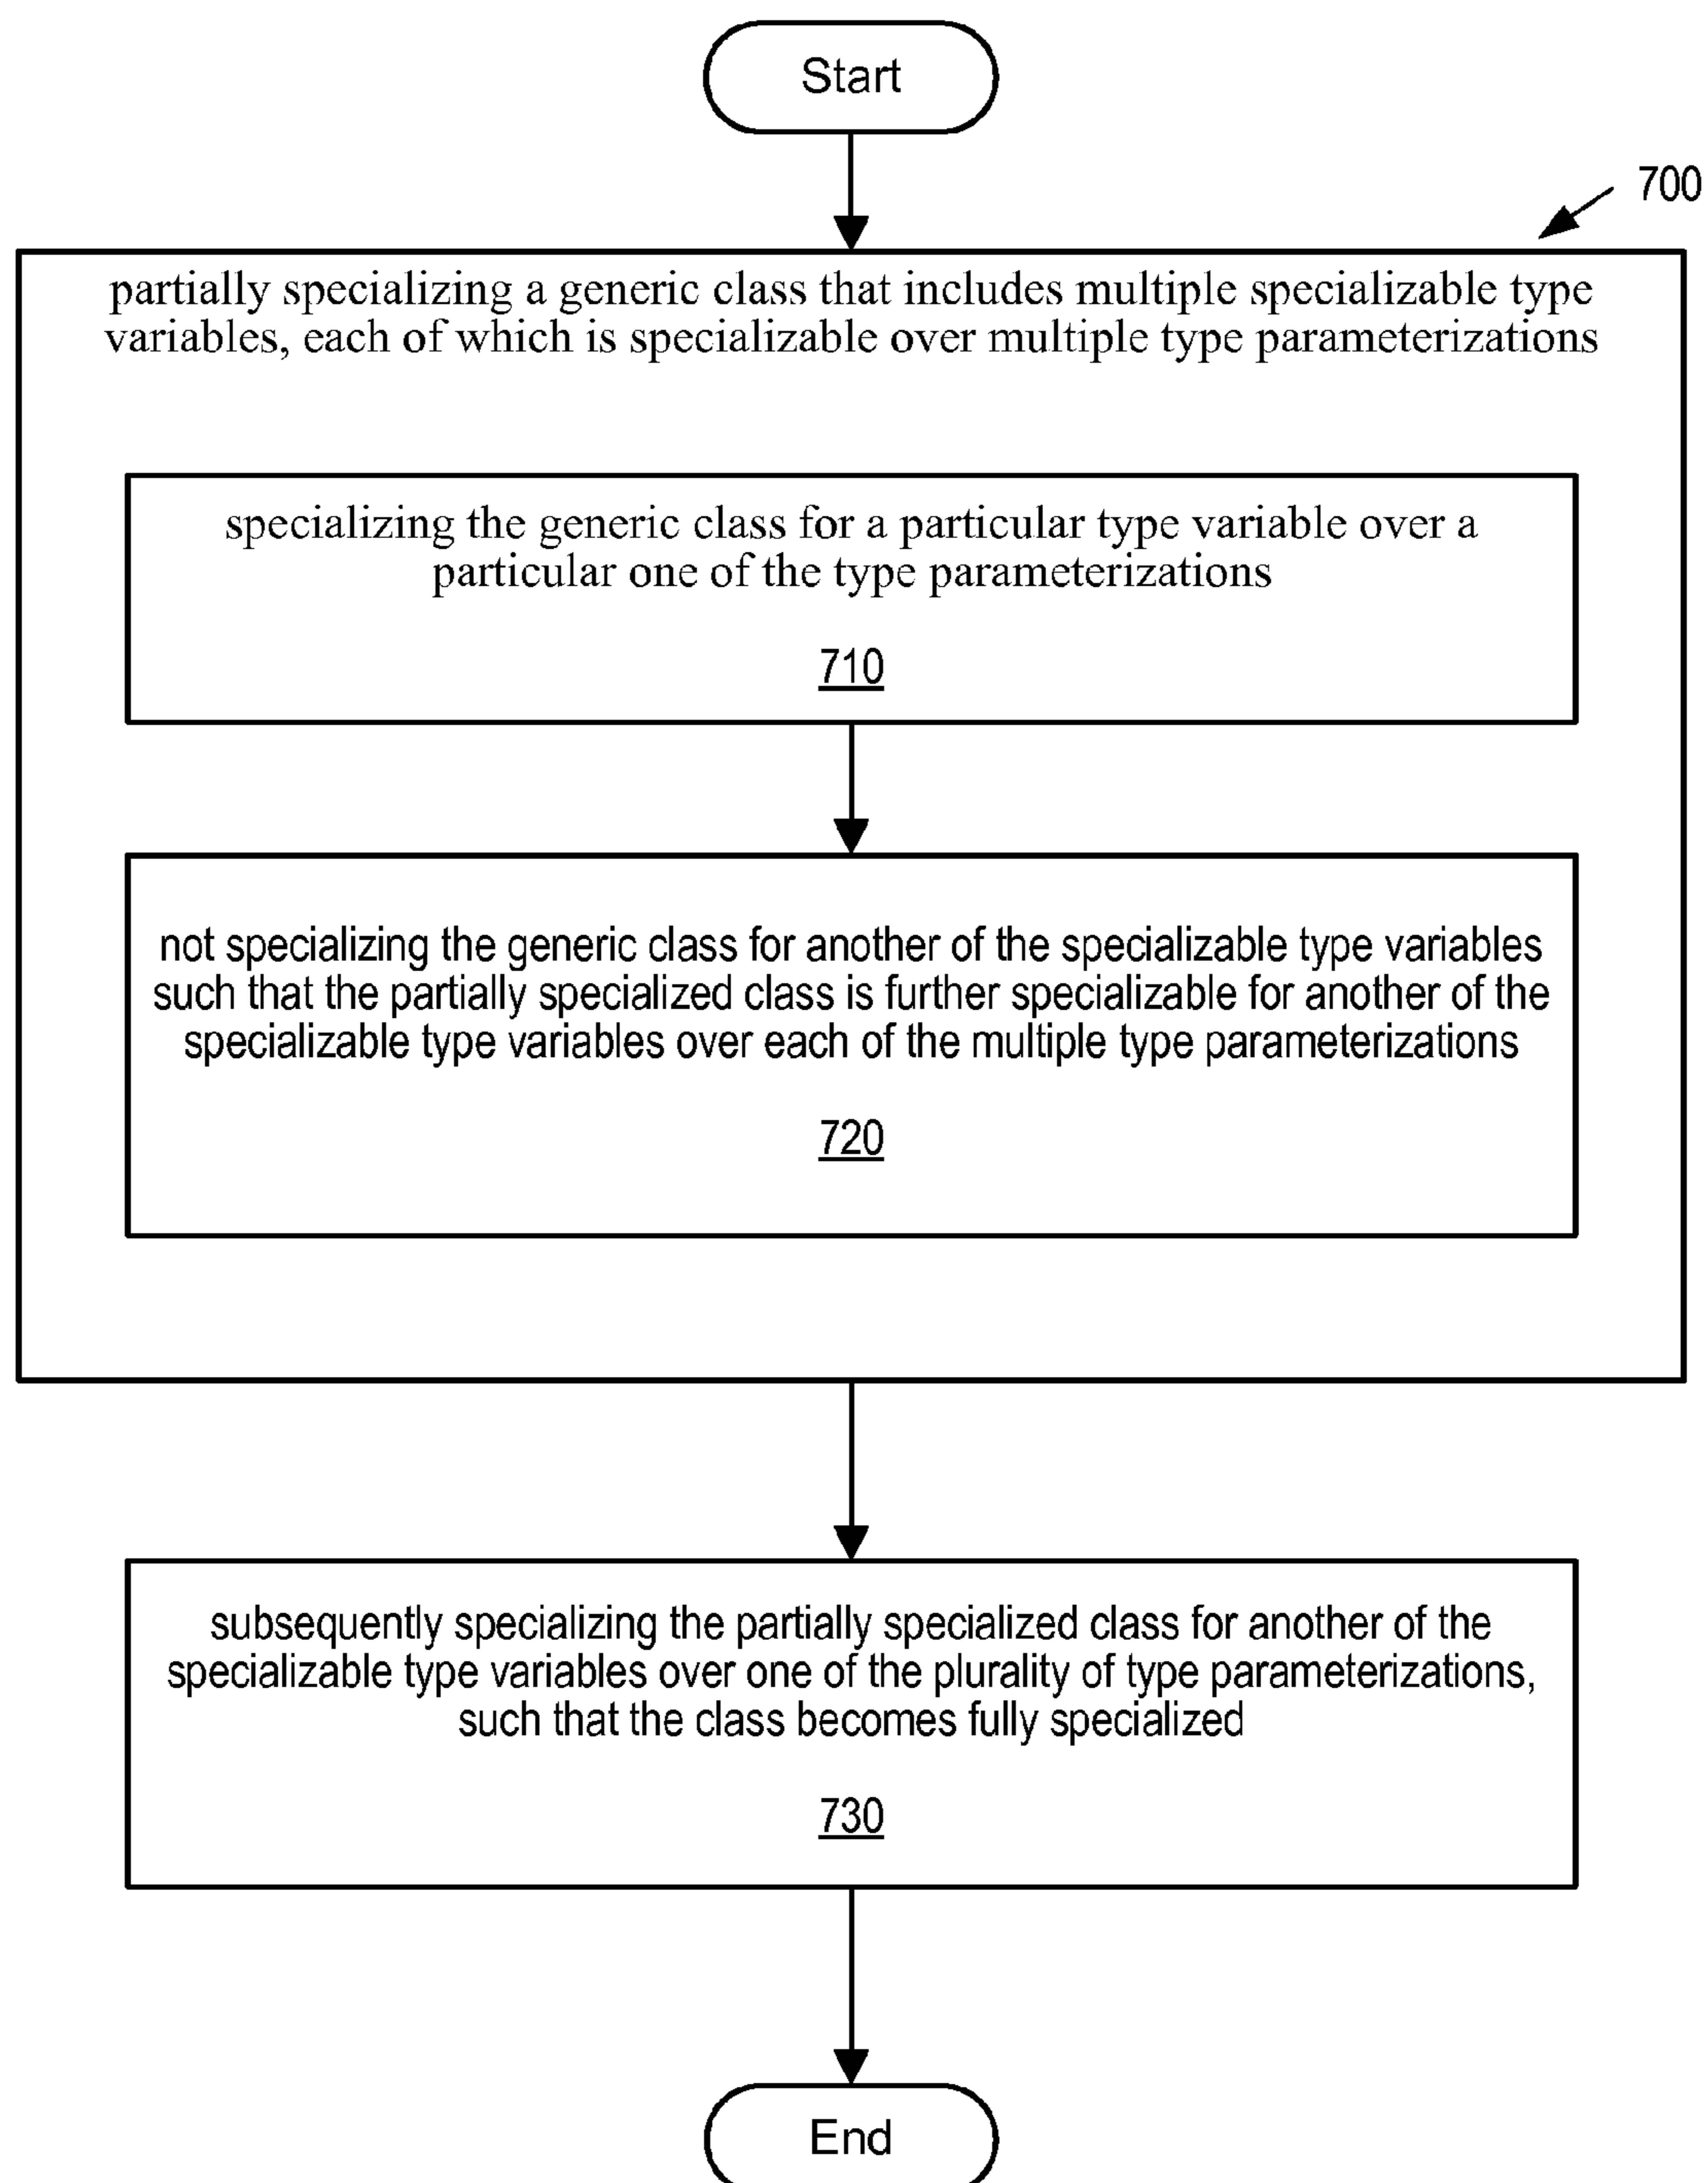 Start
700
partially specializing a generic class that includes multiple specializable type
variables, each of which is specializable over multiple type parameterizations
specializing the generic class for a particular type variable over a
particular one of the type parameterizations
710
not specializing the generic class for another of the specializable type variables
such that the partially specialized class is further specializable for another of the
specializable type variables over each of the multiple type parameterizations
720
subsequently specializing the partially specialized class for another of the
specializable type variables over one of the plurality of type parameterizations,
such that the class becomes fully specialized
730
End